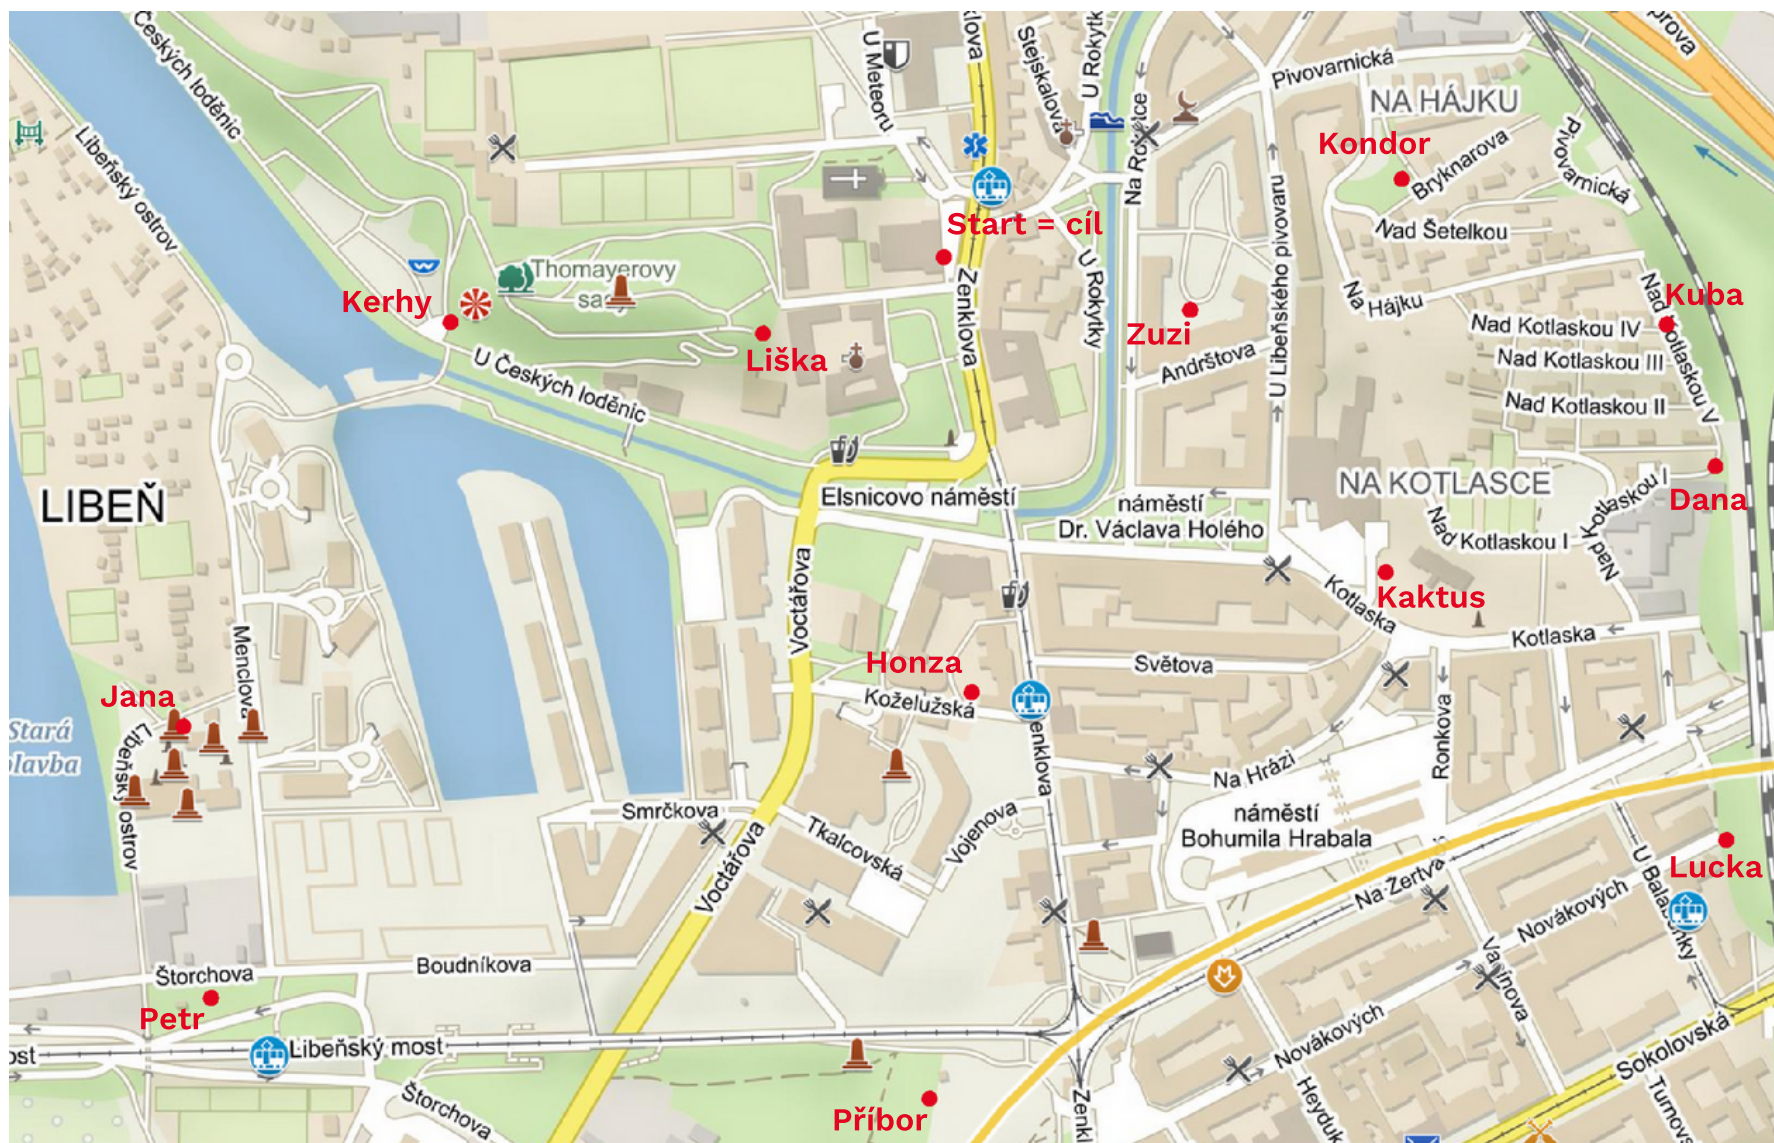 Českých loděnic
Libeňský ostrov
U Meteoru
Stejskalova
U Rokytky
Na Rokytce
Pivovarnická
NA HÁJKU
Kondor
Bryknarova
Pivovarnická
Nad Šetelkou
Start = cíl
Thomayerovy
sady
Kerhy
Liška
Zenklova
U Rokytky
Zuzi
Andrštova
U Libeňského pivovaru
Na Hájku
Kuba
Nad Kotlaskou V
Nad Kotlaskou IV
Nad Kotlaskou III
Nad Kotlaskou II
U Českých loděnic
LIBEŇ
Elsnicovo náměstí
náměstí
Dr. Václava Holého
NA KOTLASCE
Dana
Nad Kotlaskou I
Nad Kotlaskou I
Kaktus
Kotlaska
Kotlaska
Voctářova
Menclova
Honza
Koželužská
Světova
Jana
Stará
plavba
Libeňský ostrov
Zenklova
Na Hrázi
Ronkova
náměstí
Bohumila Hrabala
Smrčkova
Tkalcovská
Vojenova
Voctářova
Lucka
Na Žertvách
U Balabenky
Novákových
Vacínova
Štorchova
Boudníkova
Petr
Libeňský most
Novákových
Sokolovská
Štorchova
Příbor
Zenkl
Heyduk
Turnovs